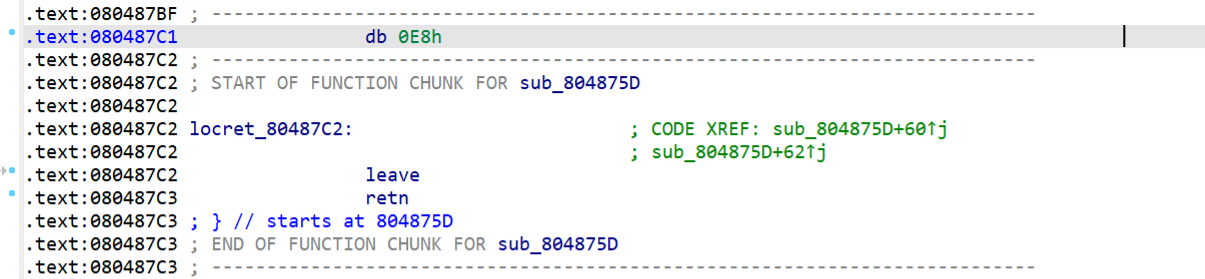 .text:080487BF ; ---------------------------------------------------------------------------
.text:080487C1                 db 0E8h
.text:080487C2 ; ---------------------------------------------------------------------------
.text:080487C2 ; START OF FUNCTION CHUNK FOR sub_804875D
.text:080487C2
.text:080487C2 locret_80487C2:                         ; CODE XREF: sub_804875D+60↑j
.text:080487C2                                         ; sub_804875D+62↑j
.text:080487C2                 leave
.text:080487C3                 retn
.text:080487C3 ; } // starts at 804875D
.text:080487C3 ; END OF FUNCTION CHUNK FOR sub_804875D
.text:080487C3 ; ---------------------------------------------------------------------------